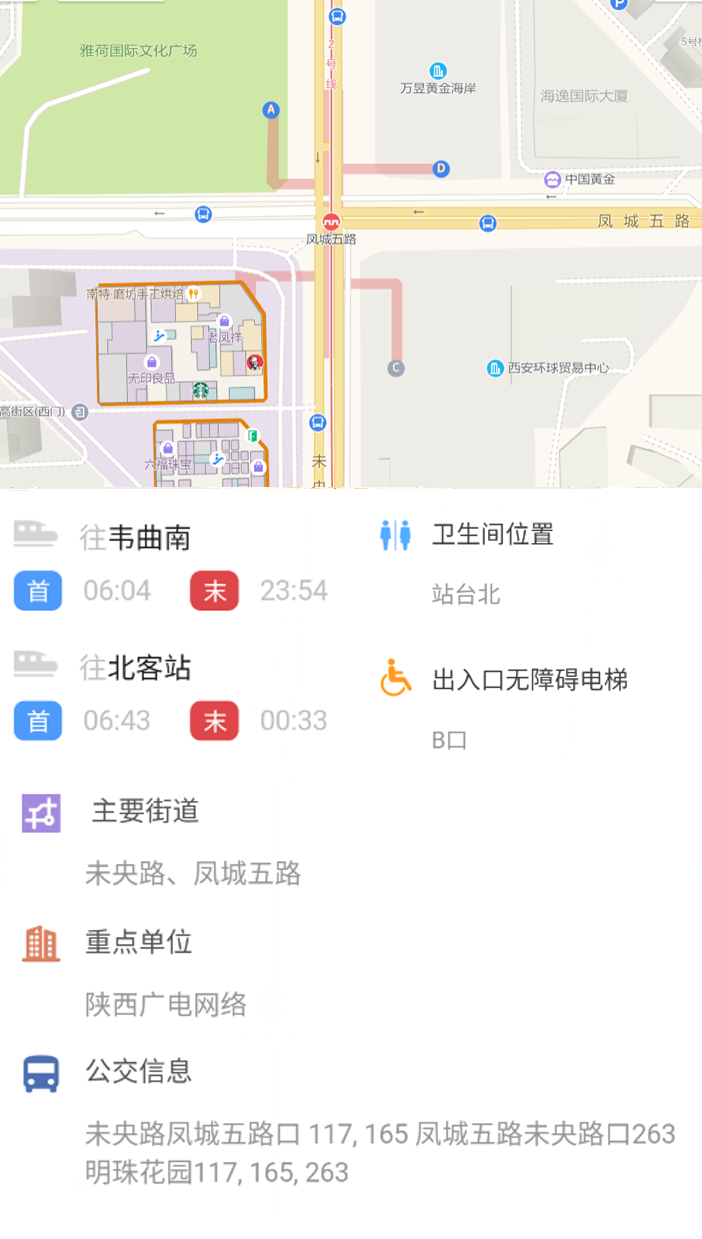 P
5号楼
雅荷国际文化广场
2号线
万昱黄金海岸
海逸国际大厦
A
D
中国黄金
凤城五路
凤城五路
南特·磨坊手工烘焙
老凤祥
无印良品
C
西安环球贸易中心
高街区(西门)
六福珠宝
未央
往韦曲南
首 06:04 末 23:54
卫生间位置
站台北
往北客站
首 06:43 末 00:33
出入口无障碍电梯
B口
主要街道
未央路、凤城五路
重点单位
陕西广电网络
公交信息
未央路凤城五路口 117, 165 凤城五路未央路口263
明珠花园117, 165, 263